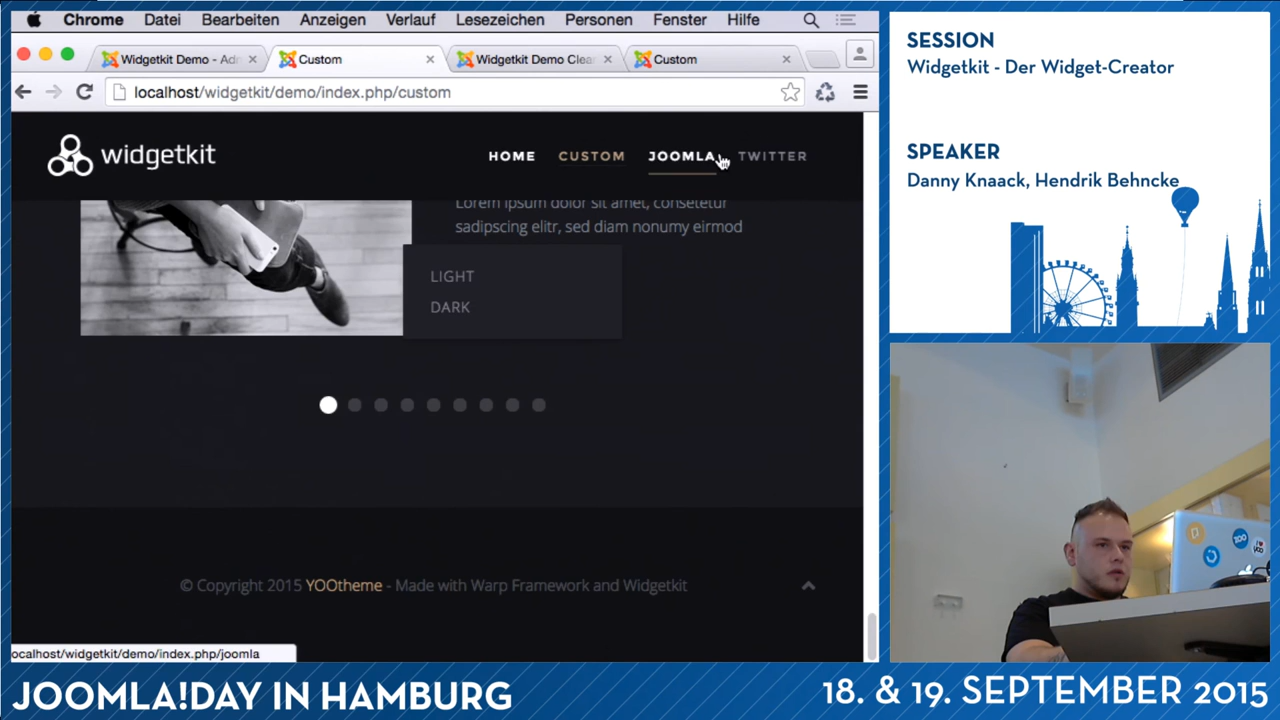 Chrome Datei Bearbeiten Anzeigen Verlauf Lesezeichen Personen Fenster Hilfe
Widgetkit Demo - Adm
Custom
Widgetkit Demo Clea
Custom
localhost/widgetkit/demo/index.php/custom
widgetkit
HOME CUSTOM JOOMLA TWITTER
Lorem ipsum dolor sit amet, consetetur
sadipscing elitr, sed diam nonumy eirmod
LIGHT
DARK
© Copyright 2015 YOOtheme - Made with Warp Framework and Widgetkit
ocalhost/widgetkit/demo/index.php/joomla
SESSION
Widgetkit - Der Widget-Creator
SPEAKER
Danny Knaack, Hendrik Behncke
ZOO
JOOMLA!DAY IN HAMBURG
18. & 19. SEPTEMBER 2015